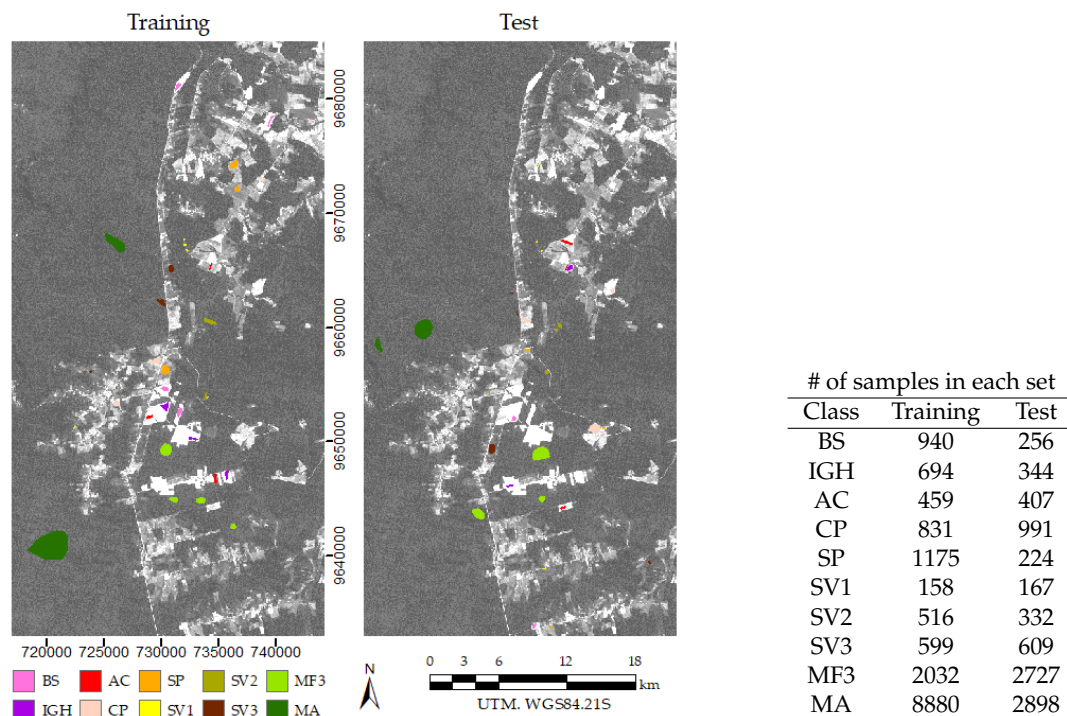 Training
Test
9680000
9670000
9660000
9650000
9640000
720000 725000 730000 735000 740000
BS AC SP SV2 MF3
IGH CP SV1 SV3 MA
N
0 3 6 12 18
km
UTM. WGS84.21S
# of samples in each set
Class Training Test
BS 940 256
IGH 694 344
AC 459 407
CP 831 991
SP 1175 224
SV1 158 167
SV2 516 332
SV3 599 609
MF3 2032 2727
MA 8880 2898